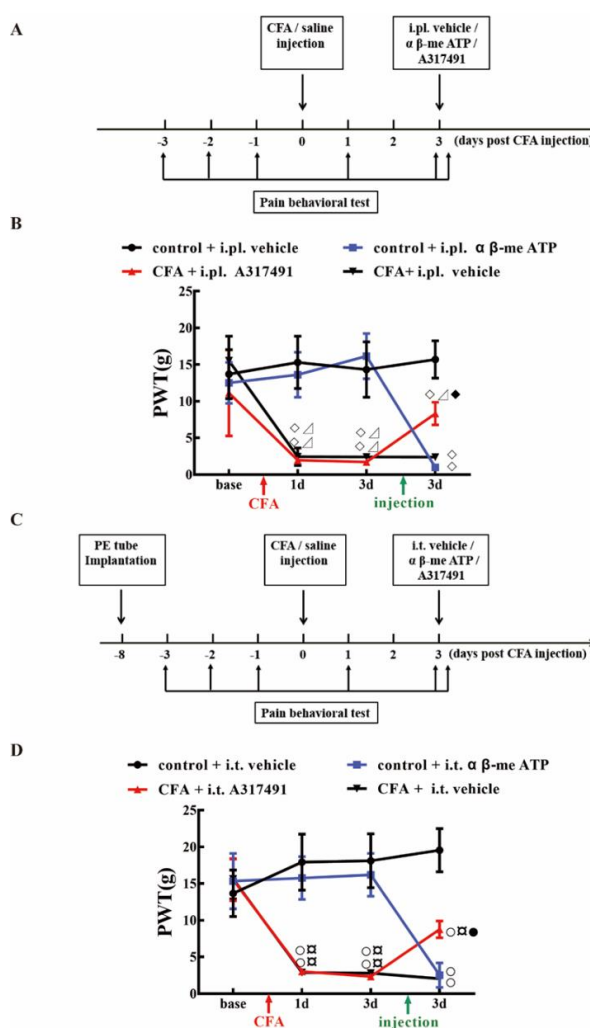 A
CFA / saline
injection
i.pl. vehicle /
α β-me ATP /
A317491
-3 -2 -1 0 1 2 3 (days post CFA injection)
Pain behavioral test
B
control + i.pl. vehicle control + i.pl. α β-me ATP
CFA + i.pl. A317491 CFA+ i.pl. vehicle
PWT(g)
25
20
15
10
5
0
base 1d 3d 3d
CFA injection
C
PE tube
Implantation
CFA / saline
injection
i.t. vehicle /
α β-me ATP /
A317491
-8 -3 -2 -1 0 1 2 3 (days post CFA injection)
Pain behavioral test
D
control + i.t. vehicle control + i.t. α β-me ATP
CFA + i.t. A317491 CFA + i.t. vehicle
PWT(g)
25
20
15
10
5
0
base 1d 3d 3d
CFA injection